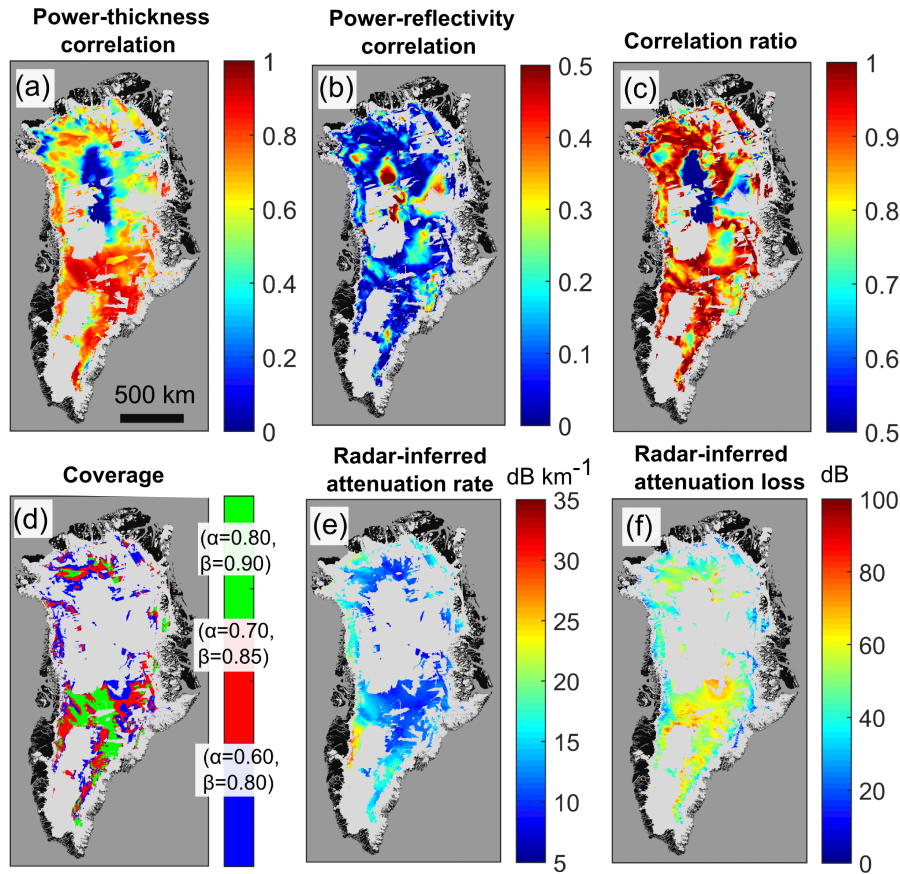 Power-thickness
correlation
Power-reflectivity
correlation
Correlation ratio
(a)
1
0.8
0.6
0.4
0.2
0
500 km
(b)
0.5
0.4
0.3
0.2
0.1
0
(c)
1
0.9
0.8
0.7
0.6
0.5
Coverage
Radar-inferred
attenuation rate
dB km⁻¹
Radar-inferred
attenuation loss
dB
(d)
(α=0.80,
β=0.90)
(α=0.70,
β=0.85)
(α=0.60,
β=0.80)
(e)
35
30
25
20
15
10
5
(f)
100
80
60
40
20
0